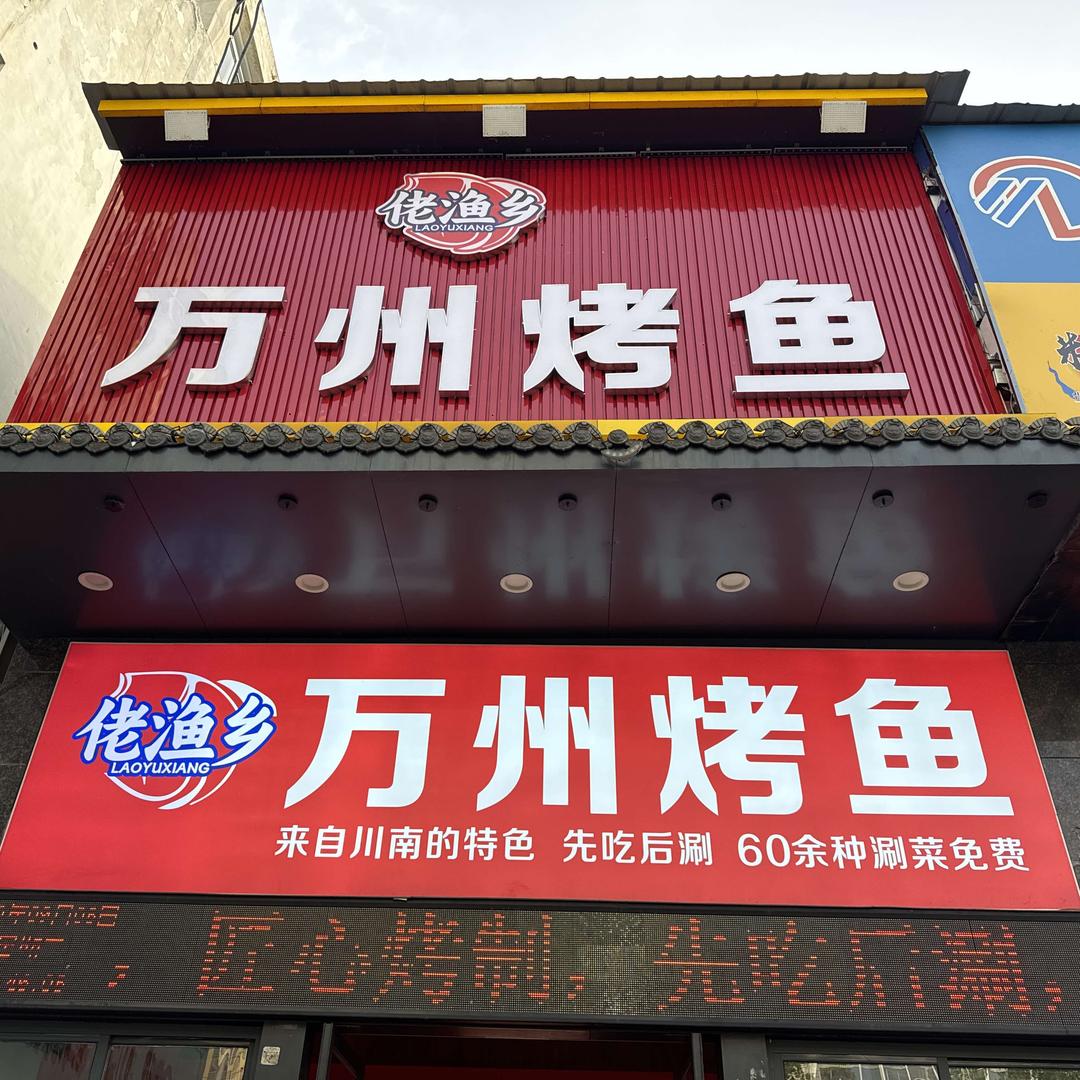 佬渔乡
LAOYUXIANG
万州烤鱼
佬渔乡
LAOYUXIANG
万州烤鱼
来自川南的特色 先吃后涮 60余种涮菜免费
匠心烤制，先吃后涮，